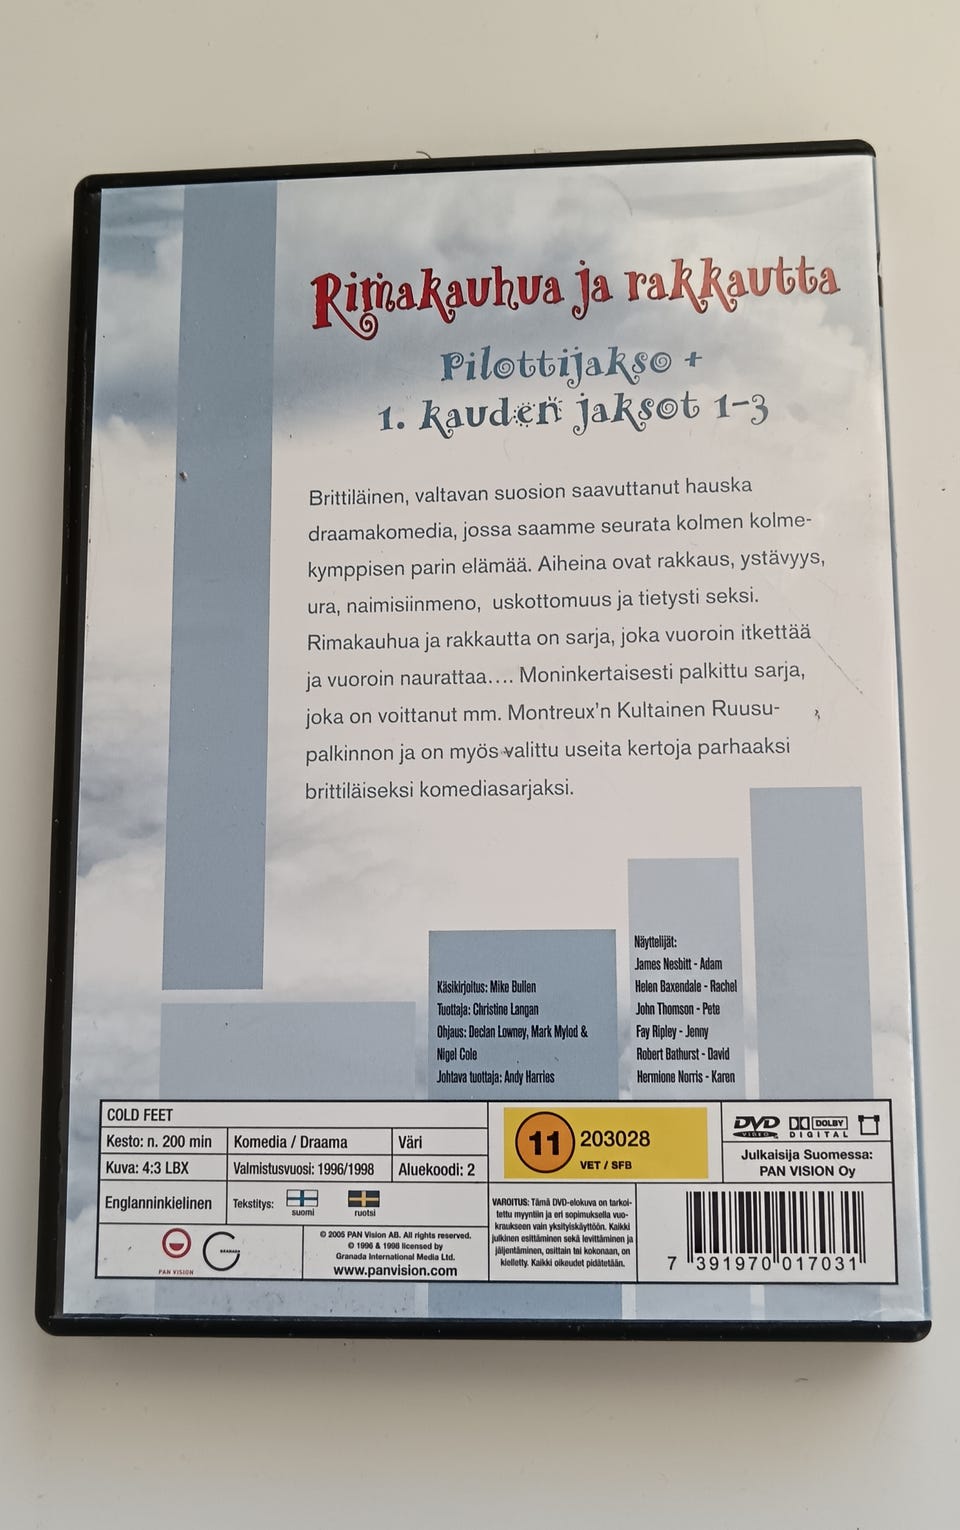 Rimakauhua ja rakkautta
Pilottijakso +
1. kauden jaksot 1-3
Brittiläinen, valtavan suosion saavuttanut hauska
draamakomedia, jossa saamme seurata kolmen kolme-
kymppisen parin elämää. Aiheina ovat rakkaus, ystävyys,
ura, naimisiinmeno, uskottomuus ja tietysti seksi.
Rimakauhua ja rakkautta on sarja, joka vuoroin itkettää
ja vuoroin naurattaa.... Moninkertaisesti palkittu sarja,
joka on voittanut mm. Montreux'n Kultainen Ruusu-
palkinnon ja on myös valittu useita kertoja parhaaksi
brittiläiseksi komediasarjaksi.
Käsikirjoitus: Mike Bullen
Tuottaja: Christine Langan
Ohjaus: Declan Lowney, Mark Mylod &
Nigel Cole
Johtava tuottaja: Andy Harries
Näyttelijät:
James Nesbitt - Adam
Helen Baxendale - Rachel
John Thomson - Pete
Fay Ripley - Jenny
Robert Bathurst - David
Hermione Norris - Karen
COLD FEET
Kesto: n. 200 min
Komedia / Draama
Väri
Kuva: 4:3 LBX
Valmistusvuosi: 1996/1998
Aluekoodi: 2
Englanninkielinen
Tekstitys:
suomi
ruotsi
PAN VISION
GRANADA
© 2005 PAN Vision AB. All rights reserved.
© 1996 & 1998 licensed by
Granada International Media Ltd.
www.panvision.com
11
203028
VET / SFB
VAROITUS: Tämä DVD-elokuva on tarkoi-
tettu myyntiin ja eri sopimuksella vuo-
kraukseen vain yksityiskäyttöön. Kaikki
julkinen esittäminen sekä levittäminen ja
jäljentäminen, osittain tai kokonaan, on
kielletty. Kaikki oikeudet pidätetään.
DVD
VIDEO
DOLBY
DIGITAL
Julkaisija Suomessa:
PAN VISION Oy
7 391970 017031